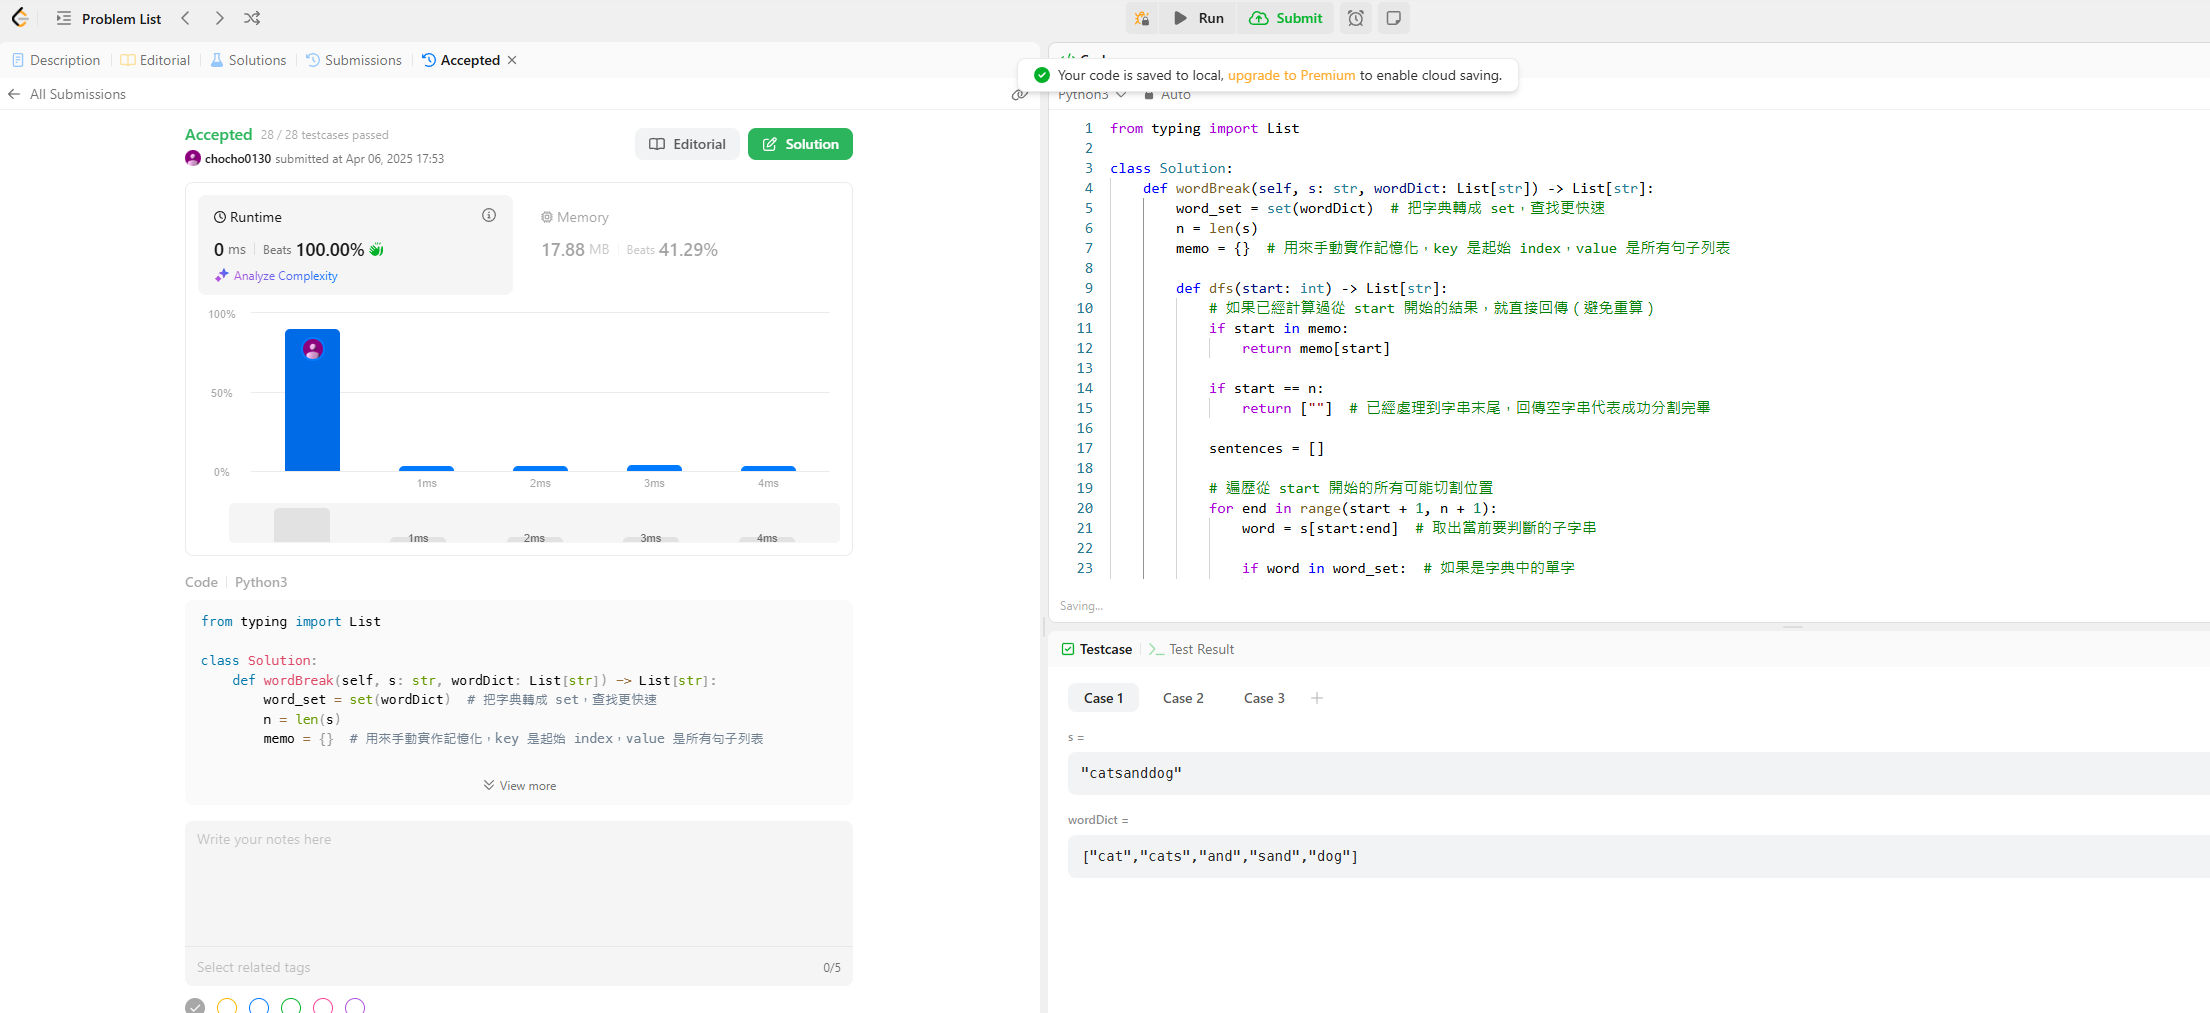 Problem List
Run
Submit
Description
Editorial
Solutions
Submissions
Accepted
All Submissions
Accepted 28 / 28 testcases passed
chocho0130 submitted at Apr 06, 2025 17:53
Editorial
Solution
Runtime
0 ms | Beats 100.00%
Analyze Complexity
Memory
17.88 MB | Beats 41.29%
100%
50%
0%
1ms 2ms 3ms 4ms
1ms 2ms 3ms 4ms
Code | Python3
from typing import List
class Solution:
def wordBreak(self, s: str, wordDict: List[str]) -> List[str]:
word_set = set(wordDict)  # 把字典轉成 set，查找更快速
n = len(s)
memo = {}  # 用來手動實作記憶化，key 是起始 index，value 是所有句子列表
View more
Write your notes here
Select related tags
0/5
Your code is saved to local, upgrade to Premium to enable cloud saving.
Python3
Auto
1 from typing import List
2
3 class Solution:
4 def wordBreak(self, s: str, wordDict: List[str]) -> List[str]:
5 word_set = set(wordDict)  # 把字典轉成 set，查找更快速
6 n = len(s)
7 memo = {}  # 用來手動實作記憶化，key 是起始 index，value 是所有句子列表
8
9 def dfs(start: int) -> List[str]:
10 # 如果已經計算過從 start 開始的結果，就直接回傳（避免重算）
11 if start in memo:
12 return memo[start]
13
14 if start == n:
15 return [""]  # 已經處理到字串末尾，回傳空字串代表成功分割完畢
16
17 sentences = []
18
19 # 遍歷從 start 開始的所有可能切割位置
20 for end in range(start + 1, n + 1):
21 word = s[start:end]  # 取出當前要判斷的子字串
22
23 if word in word_set:  # 如果是字典中的單字
Saving...
Testcase
Test Result
Case 1
Case 2
Case 3
s =
"catsanddog"
wordDict =
["cat","cats","and","sand","dog"]